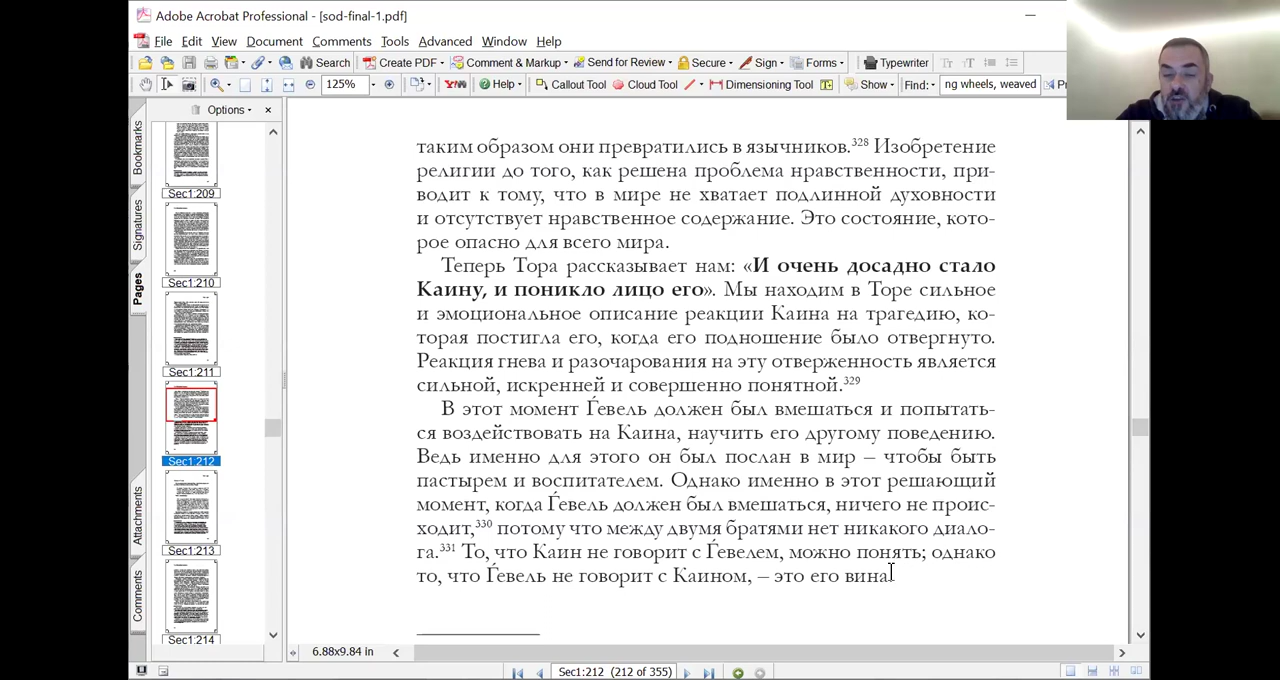 Adobe Acrobat Professional - [sod-final-1.pdf]
File Edit View Document Comments Tools Advanced Window Help
Search Create PDF Comment & Markup Send for Review Secure Sign Forms Typewriter
125% Help Callout Tool Cloud Tool Dimensioning Tool Show Find: ng wheels, weaved
Options
Bookmarks
Signatures
Pages
Attachments
Comments
Sec1:209
Sec1:210
Sec1:211
Sec1:212
Sec1:213
Sec1:214
таким образом они превратились в язычников.328 Изобретение
религии до того, как решена проблема нравственности, при-
водит к тому, что в мире не хватает подлинной духовности
и отсутствует нравственное содержание. Это состояние, кото-
рое опасно для всего мира.
Теперь Тора рассказывает нам: «И очень досадно стало
Каину, и поникло лицо его». Мы находим в Торе сильное
и эмоциональное описание реакции Каина на трагедию, ко-
торая постигла его, когда его подношение было отвергнуто.
Реакция гнева и разочарования на эту отверженность является
сильной, искренней и совершенно понятной.329
В этот момент Ѓевель должен был вмешаться и попытать-
ся воздействовать на Каина, научить его другому поведению.
Ведь именно для этого он был послан в мир – чтобы быть
пастырем и воспитателем. Однако именно в этот решающий
момент, когда Ѓевель должен был вмешаться, ничего не проис-
ходит,330 потому что между двумя братьями нет никакого диало-
га.331 То, что Каин не говорит с Ѓевелем, можно понять; однако
то, что Ѓевель не говорит с Каином, – это его вина
6.88x9.84 in
Sec1:212 (212 of 355)